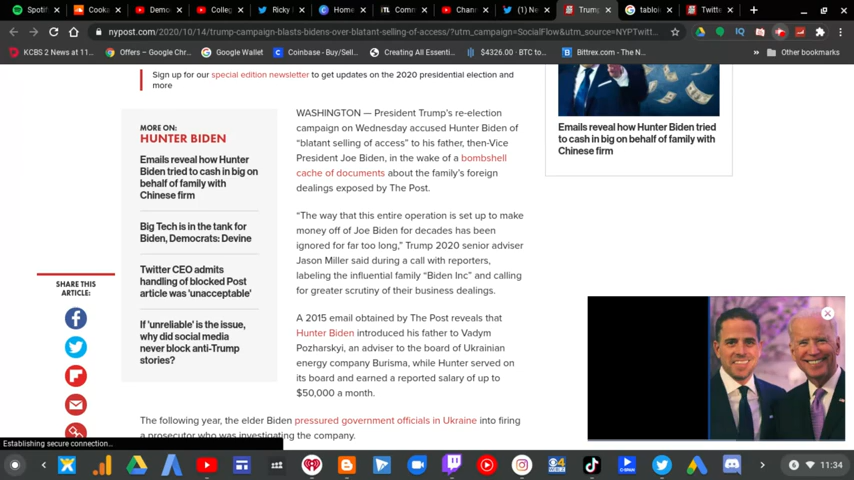 Spotif
Cooka
Demo
Colleg
Ricky
Home
Comm
Chann
(1) Ne
Trump
tabloi
Twitte
nypost.com/2020/10/14/trump-campaign-blasts-bidens-over-blatant-selling-of-access/?utm_campaign=SocialFlow&utm_source=NYPTwitt...
KCBS 2 News at 11...
Offers – Google Chr...
Google Wallet
Coinbase - Buy/Sell...
Creating All Essenti...
$4326.00 - BTC to...
Bittrex.com - The N...
Other bookmarks
Sign up for our special edition newsletter to get updates on the 2020 presidential election and
more
MORE ON:
HUNTER BIDEN
Emails reveal how Hunter
Biden tried to cash in big on
behalf of family with
Chinese firm
Big Tech is in the tank for
Biden, Democrats: Devine
Twitter CEO admits
handling of blocked Post
article was 'unacceptable'
If 'unreliable' is the issue,
why did social media
never block anti-Trump
stories?
SHARE THIS
ARTICLE:
WASHINGTON — President Trump's re-election
campaign on Wednesday accused Hunter Biden of
“blatant selling of access” to his father, then-Vice
President Joe Biden, in the wake of a bombshell
cache of documents about the family's foreign
dealings exposed by The Post.
“The way that this entire operation is set up to make
money off of Joe Biden for decades has been
ignored for far too long,” Trump 2020 senior adviser
Jason Miller said during a call with reporters,
labeling the influential family “Biden Inc” and calling
for greater scrutiny of their business dealings.
A 2015 email obtained by The Post reveals that
Hunter Biden introduced his father to Vadym
Pozharskyi, an adviser to the board of Ukrainian
energy company Burisma, while Hunter served on
its board and earned a reported salary of up to
$50,000 a month.
The following year, the elder Biden pressured government officials in Ukraine into firing
a prosecutor who was investigating the company.
Emails reveal how Hunter Biden tried
to cash in big on behalf of family with
Chinese firm
Establishing secure connection...
6
11:34